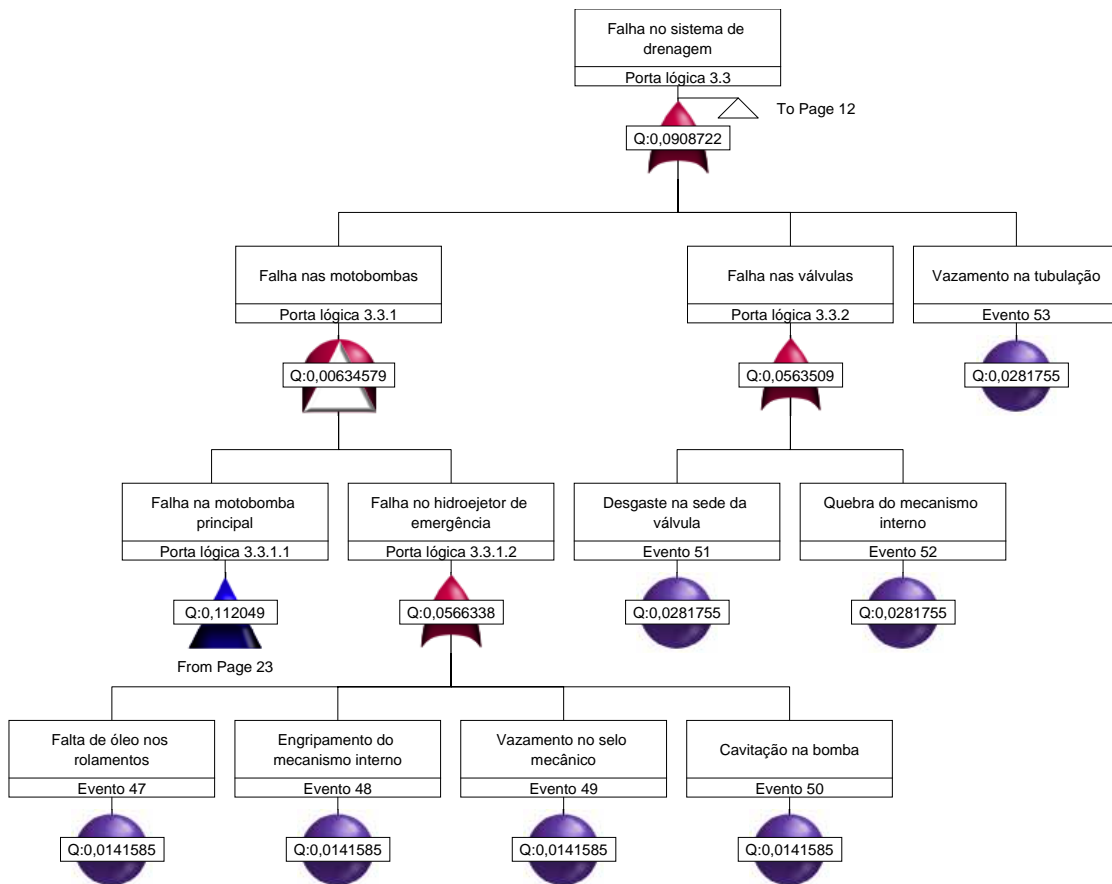 Falha no sistema de
drenagem
Porta lógica 3.3
To Page 12
Q:0,0908722
Falha nas motobombas
Porta lógica 3.3.1
Q:0,00634579
Falha nas válvulas
Porta lógica 3.3.2
Q:0,0563509
Vazamento na tubulação
Evento 53
Q:0,0281755
Falha na motobomba
principal
Porta lógica 3.3.1.1
Q:0,112049
From Page 23
Falha no hidroejetor de
emergência
Porta lógica 3.3.1.2
Q:0,0566338
Desgaste na sede da
válvula
Evento 51
Q:0,0281755
Quebra do mecanismo
interno
Evento 52
Q:0,0281755
Falta de óleo nos
rolamentos
Evento 47
Q:0,0141585
Engripamento do
mecanismo interno
Evento 48
Q:0,0141585
Vazamento no selo
mecânico
Evento 49
Q:0,0141585
Cavitação na bomba
Evento 50
Q:0,0141585